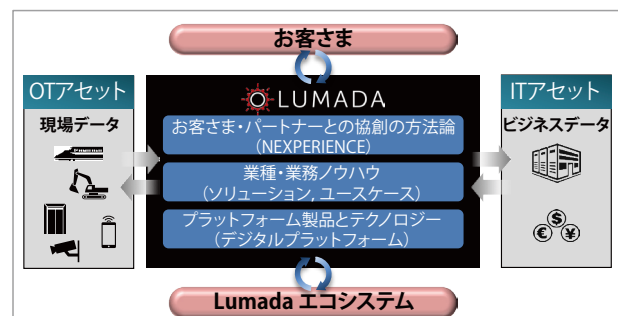 お客さま
OTアセット
現場データ
LUMADA
お客さま・パートナーとの協創の方法論
（NEXPERIENCE）
業種・業務ノウハウ
（ソリューション, ユースケース）
プラットフォーム製品とテクノロジー
（デジタルプラットフォーム）
ITアセット
ビジネスデータ
$
€
¥
Lumada エコシステム